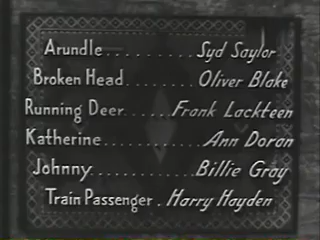 Arundle.........Syd Saylor
Broken Head........Oliver Blake
Running Deer......Frank Lackteen
Katherine............Ann Doran
Johnny.............Billie Gray
Train Passenger.Harry Hayden